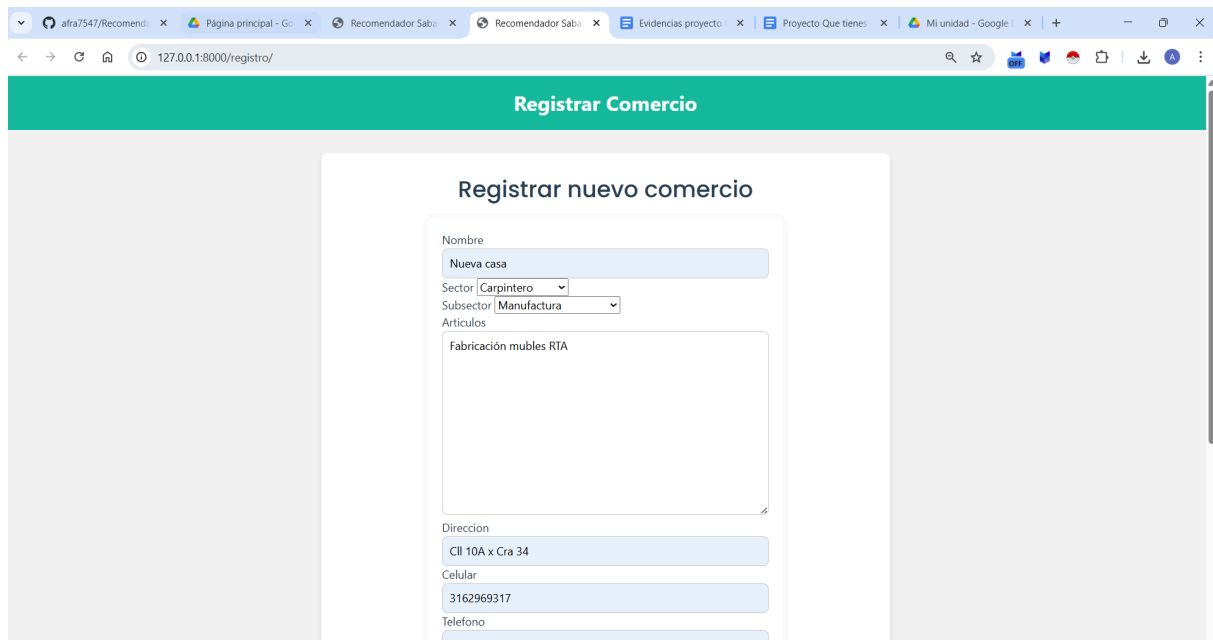 afra7547/Recomenda
Página principal - Go
Recomendador Saba
Recomendador Saba
Evidencias proyecto
Proyecto Que tienes
Mi unidad - Google
127.0.0.1:8000/registro/
OFF
A
Registrar Comercio
Registrar nuevo comercio
Nombre
Nueva casa
Sector Carpintero
Subsector Manufactura
Articulos
Fabricación mubles RTA
Direccion
Cll 10A x Cra 34
Celular
3162969317
Telefono